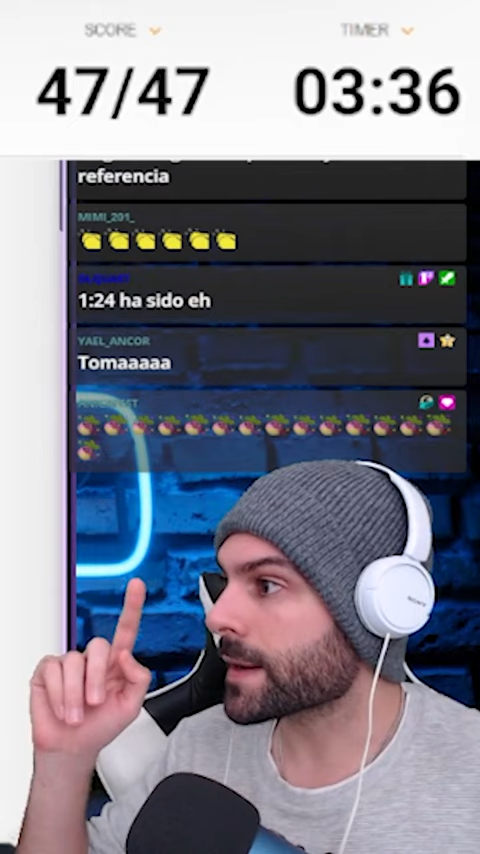 SCORE
TIMER
47/47
03:36
referencia
MIMI_201_
1:24 ha sido eh
YAEL_ANCOR
Tomaaaaa